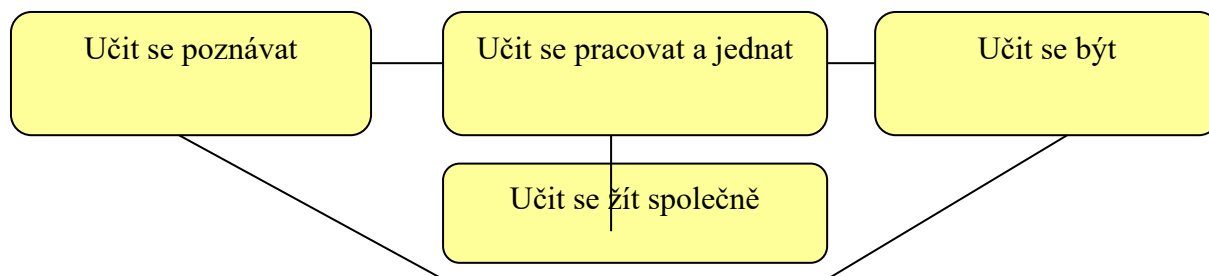 Učit se poznávat
Učit se pracovat a jednat
Učit se být
Učit se žít společně